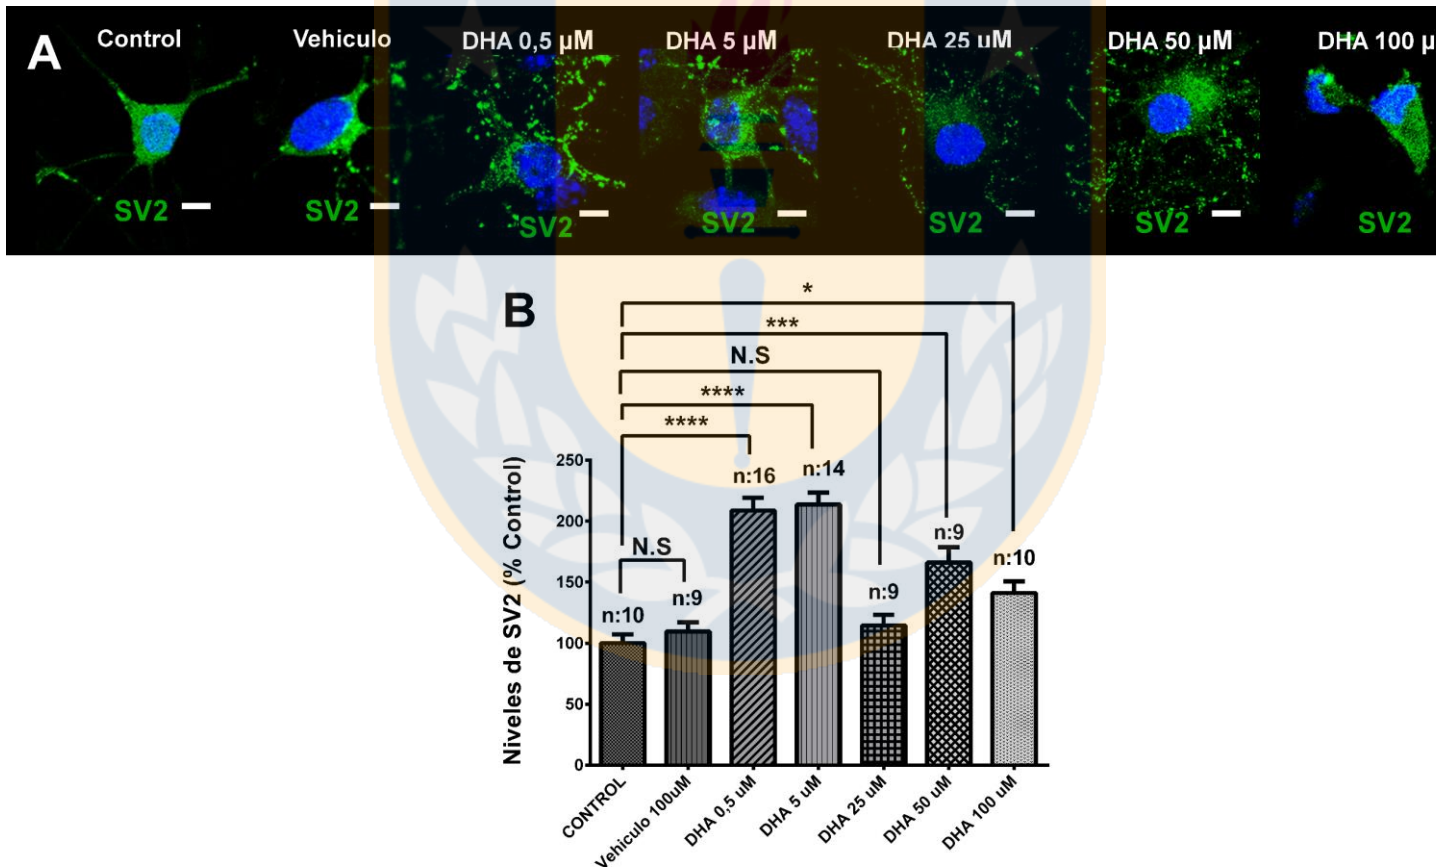 A
Control
Vehiculo
DHA 0,5 µM
DHA 5 µM
DHA 25 uM
DHA 50 µM
DHA 100 µ
SV2
SV2
SV2
SV2
SV2
SV2
SV2
B
*
***
N.S
****
****
N.S
n:10
n:9
n:16
n:14
n:9
n:9
n:10
Niveles de SV2 (% Control)
250
200
150
100
50
0
CONTROL
Vehiculo 100uM
DHA 0,5 uM
DHA 5 uM
DHA 25 uM
DHA 50 uM
DHA 100 uM